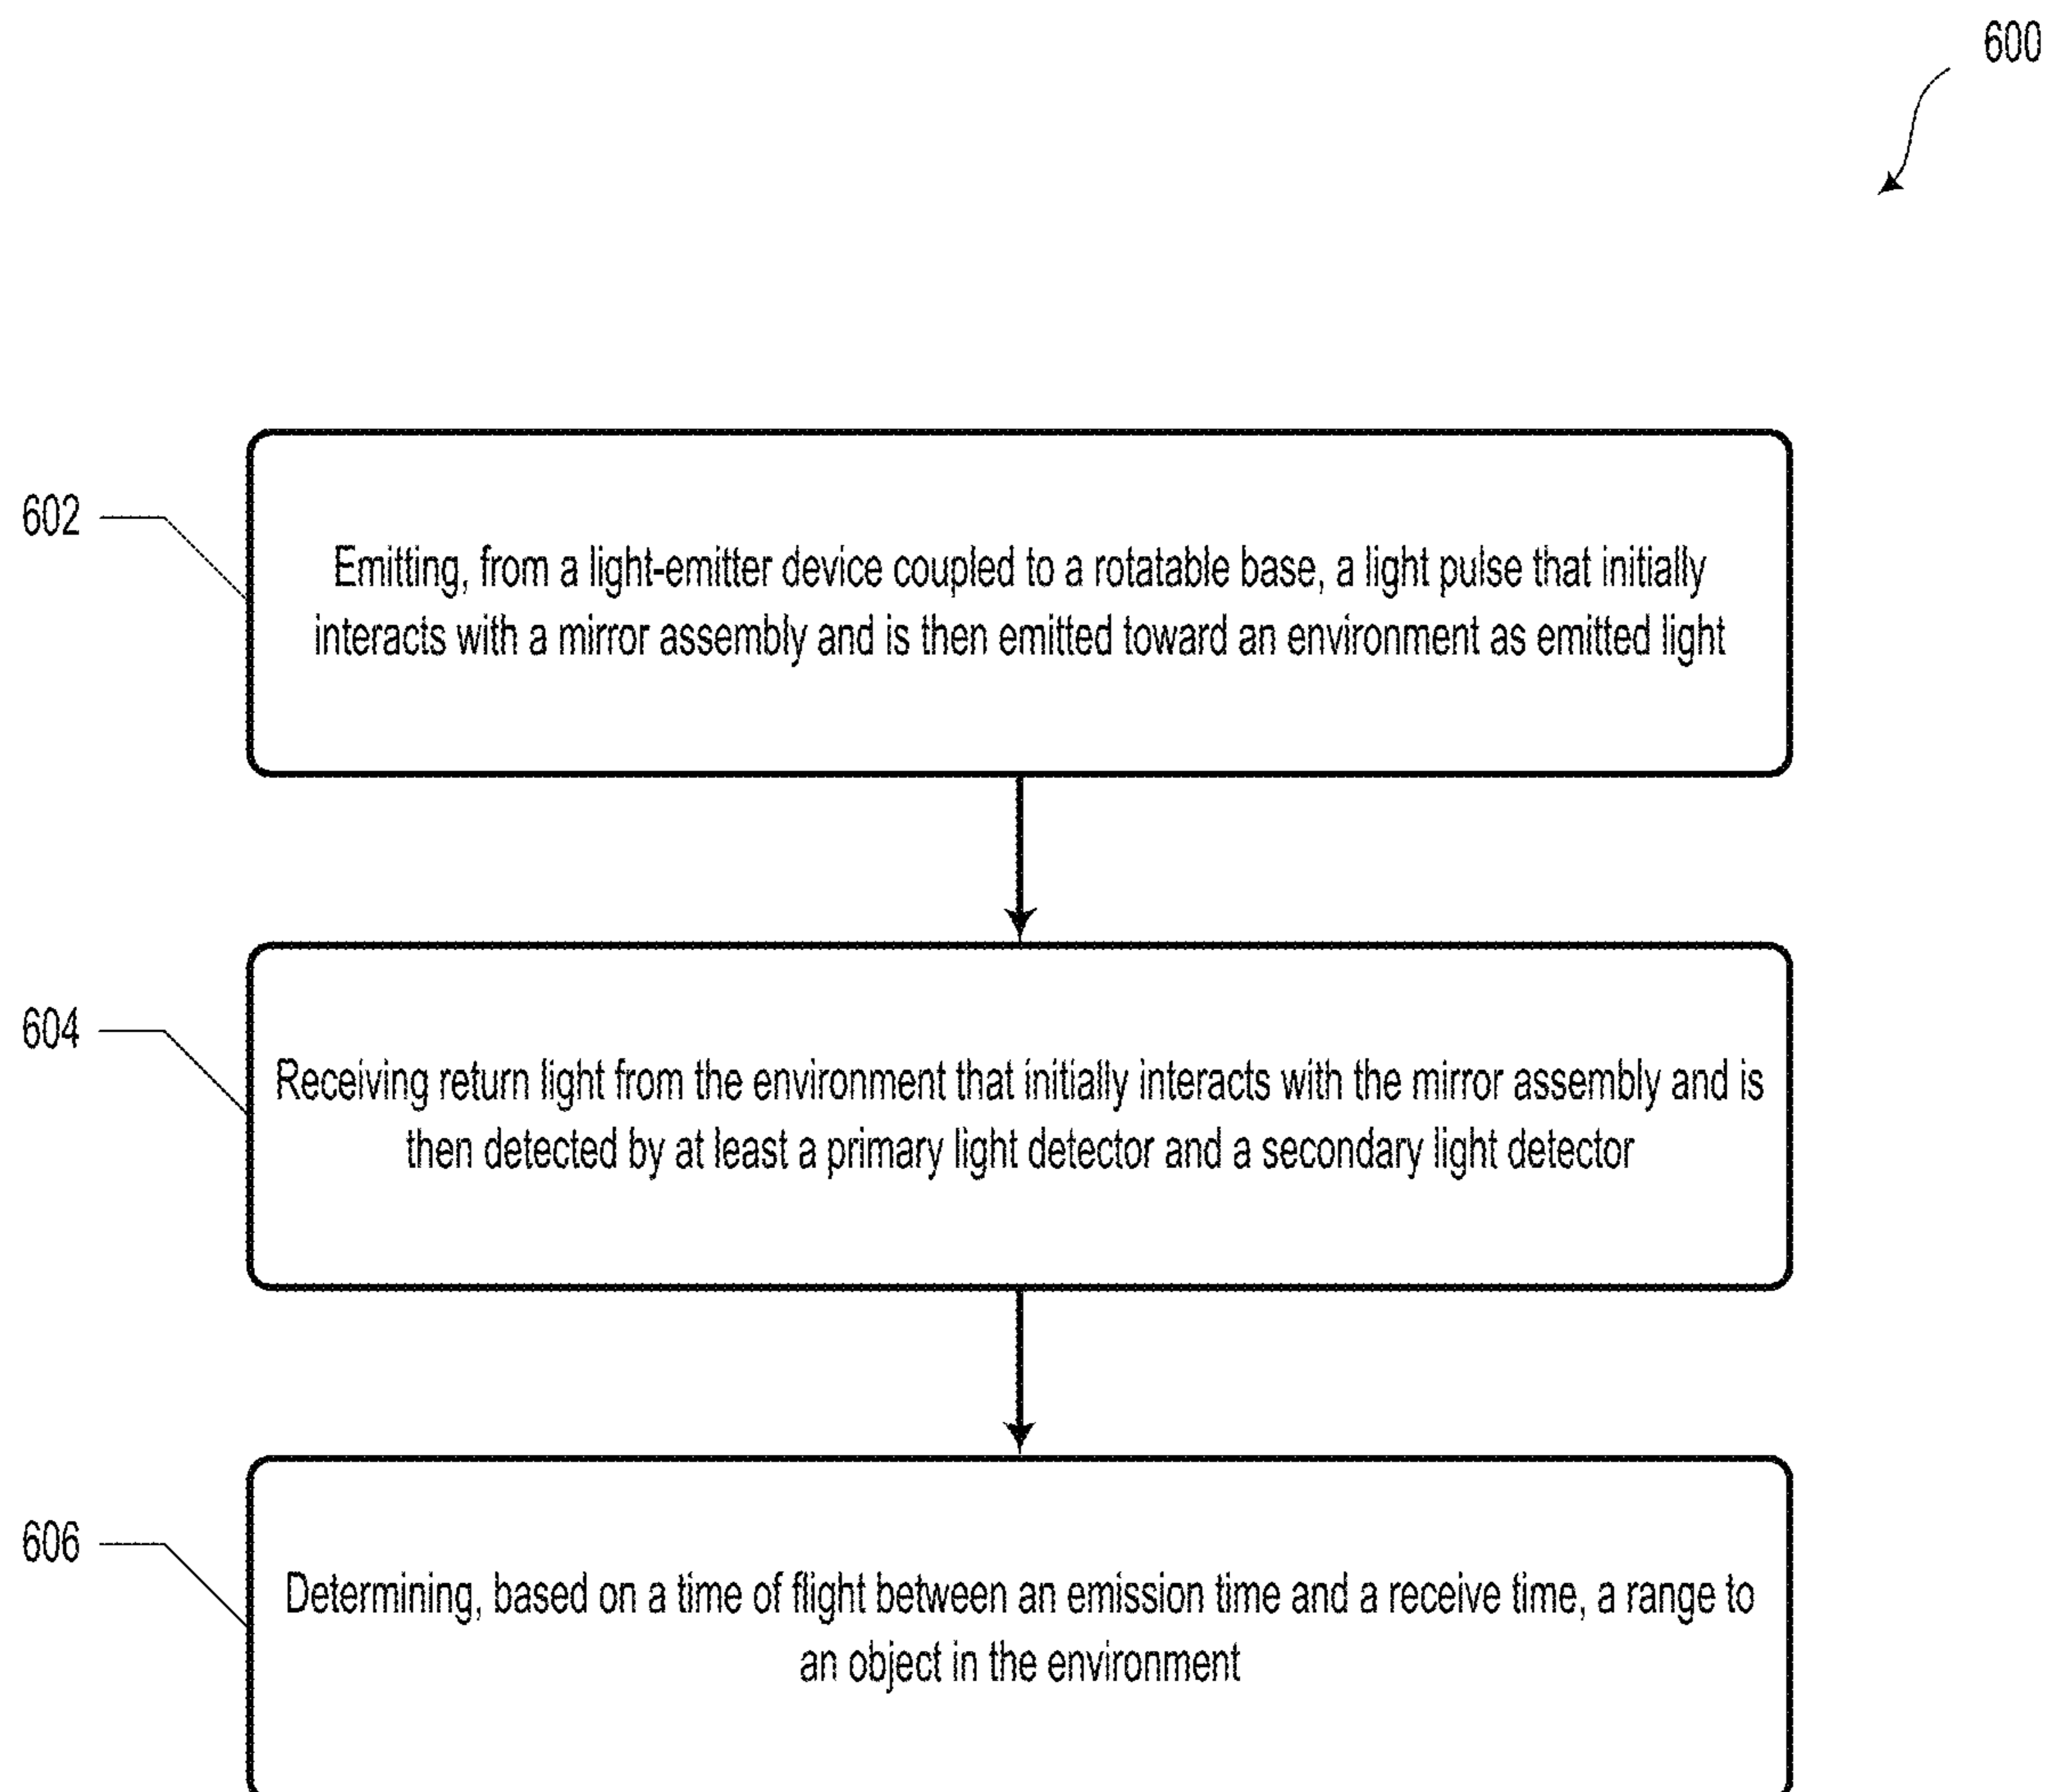 600
602
Emitting, from a light-emitter device coupled to a rotatable base, a light pulse that initially
interacts with a mirror assembly and is then emitted toward an environment as emitted light
604
Receiving return light from the environment that initially interacts with the mirror assembly and is
then detected by at least a primary light detector and a secondary light detector
606
Determining, based on a time of flight between an emission time and a receive time, a range to
an object in the environment